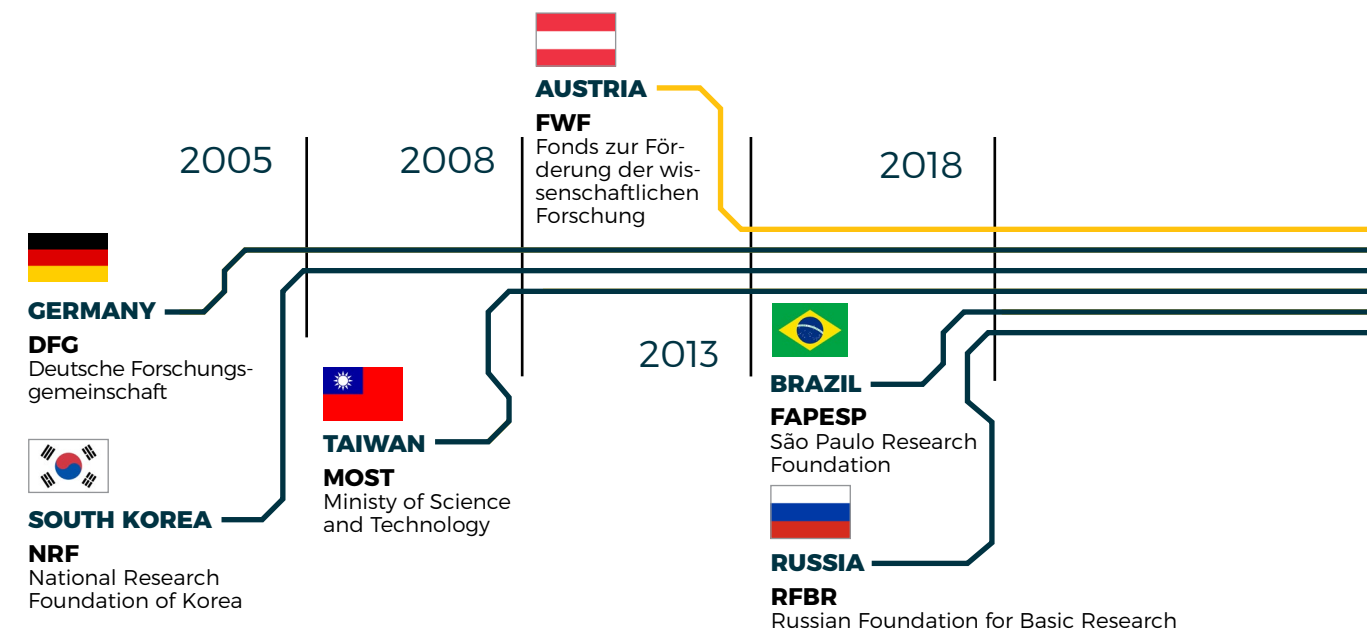 2005
GERMANY
DFG
Deutsche Forschungs-
gemeinschaft
SOUTH KOREA
NRF
National Research
Foundation of Korea
2008
TAIWAN
MOST
Ministy of Science
and Technology
AUSTRIA
FWF
Fonds zur För-
derung der wis-
senschaftlichen
Forschung
2013
2018
BRAZIL
FAPESP
São Paulo Research
Foundation
RUSSIA
RFBR
Russian Foundation for Basic Research